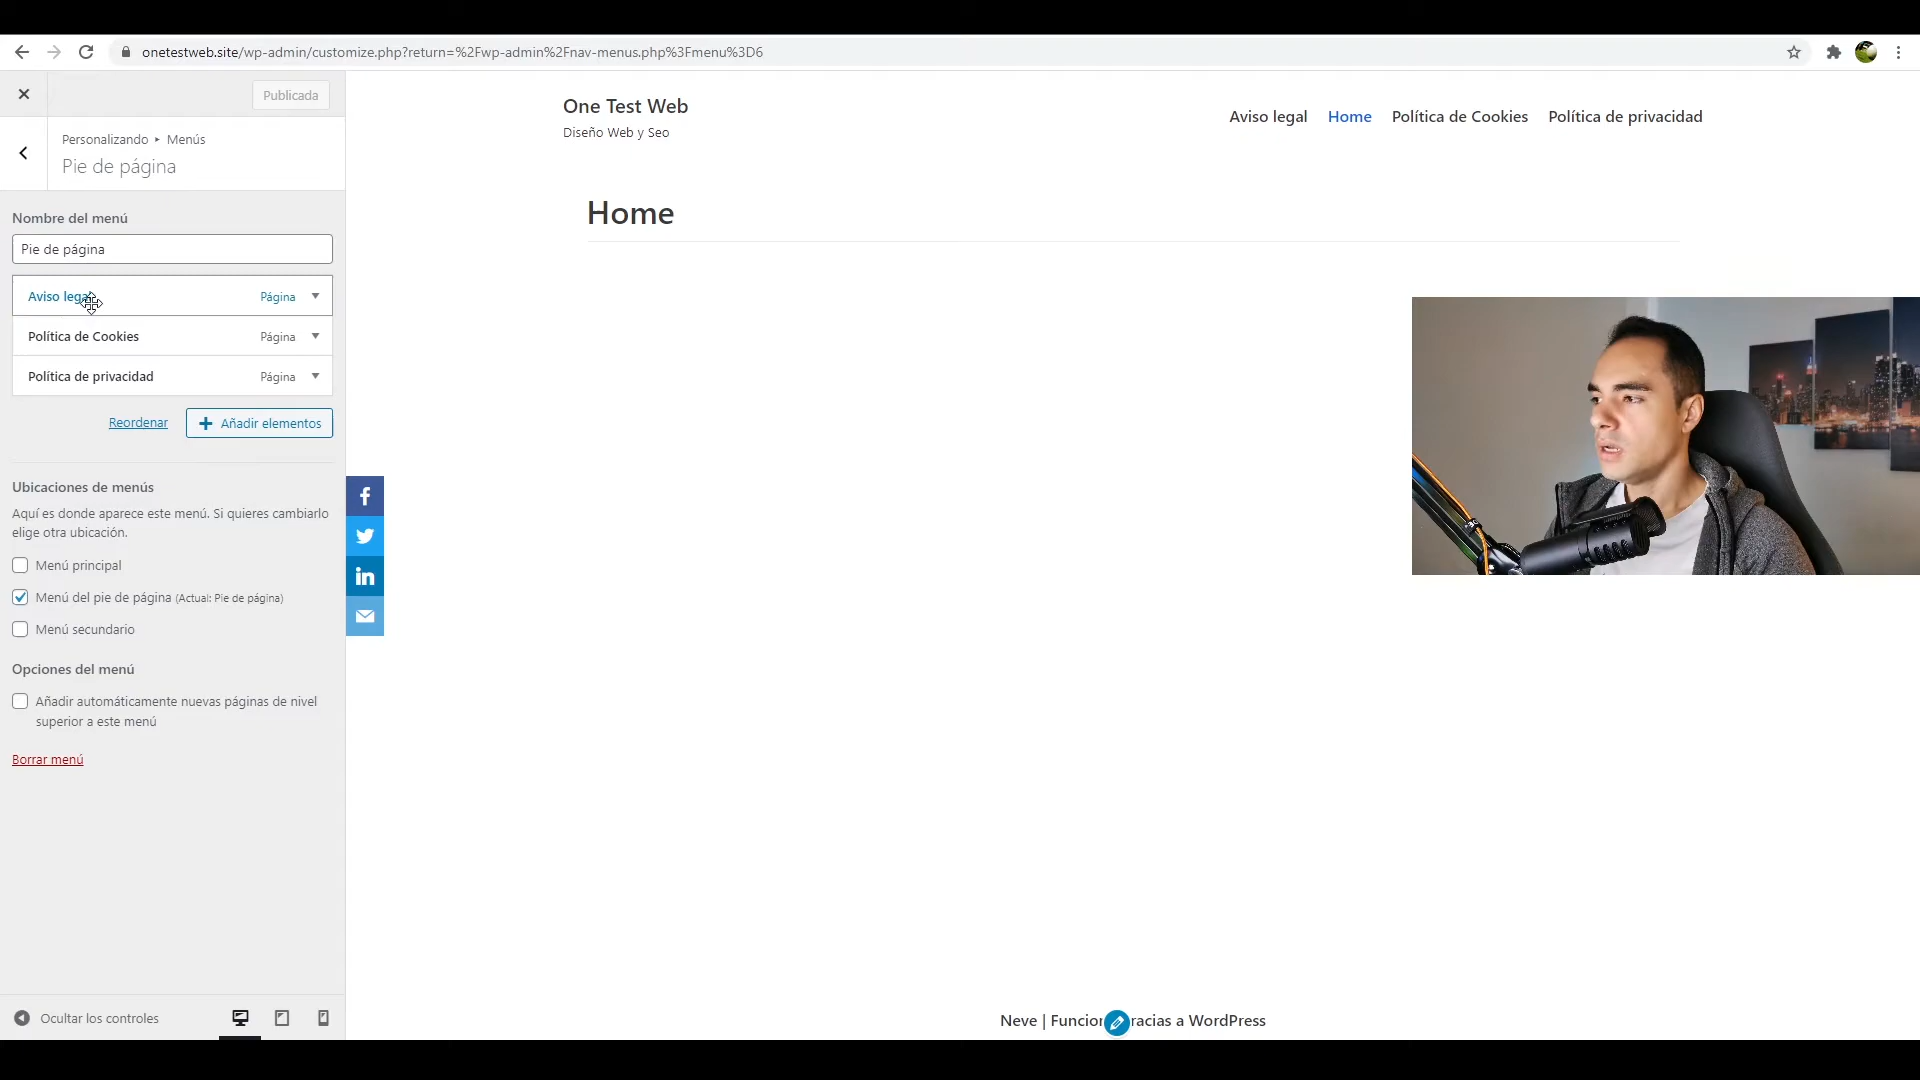 onetestweb.site/wp-admin/customize.php?return=%2Fwp-admin%2Fnav-menus.php%3Fmenu%3D6
Publicada
Personalizando ▸ Menús
Pie de página
Nombre del menú
Pie de página
Aviso legal Página
Política de Cookies Página
Política de privacidad Página
Reordenar
Añadir elementos
Ubicaciones de menús
Aquí es donde aparece este menú. Si quieres cambiarlo
elige otra ubicación.
Menú principal
Menú del pie de página (Actual: Pie de página)
Menú secundario
Opciones del menú
Añadir automáticamente nuevas páginas de nivel
superior a este menú
Borrar menú
Ocultar los controles
One Test Web
Diseño Web y Seo
Aviso legal Home Política de Cookies Política de privacidad
Home
Neve | Funcion racias a WordPress